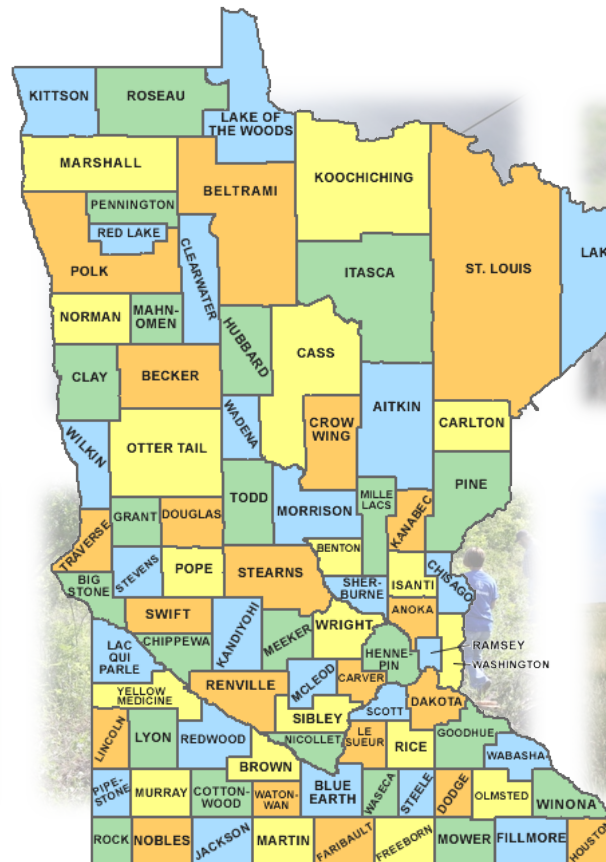 KITTSON
ROSEAU
LAKE OF
THE WOODS
MARSHALL
BELTRAMI
KOOCHICHING
PENNINGTON
RED LAKE
POLK
CLEARWATER
ITASCA
ST. LOUIS
LAK
NORMAN
MAHN-
OMEN
HUBBARD
CASS
CLAY
BECKER
AITKIN
CARLTON
WILKIN
OTTER TAIL
WADENA
CROW
WING
TODD
MORRISON
MILLE
LACS
KANABEC
PINE
TRAVERSE
GRANT
DOUGLAS
BENTON
BIG
STONE
STEVENS
POPE
STEARNS
SHER-
BURNE
ISANTI
CHISAGO
SWIFT
KANDIYOHI
MEEKER
WRIGHT
ANOKA
LAC
QUI
PARLE
CHIPPEWA
HENNE-
PIN
RAMSEY
WASHINGTON
YELLOW
MEDICINE
RENVILLE
MCLEOD
CARVER
SCOTT
DAKOTA
LINCOLN
LYON
REDWOOD
SIBLEY
NICOLLET
LE
SUEUR
RICE
GOODHUE
WABASHA
BROWN
PIPE-
STONE
MURRAY
COTTON-
WOOD
WATON-
WAN
BLUE
EARTH
WASECA
STEELE
DODGE
OLMSTED
WINONA
ROCK
NOBLES
JACKSON
MARTIN
FARIBAULT
FREEBORN
MOWER
FILLMORE
HOUSTON